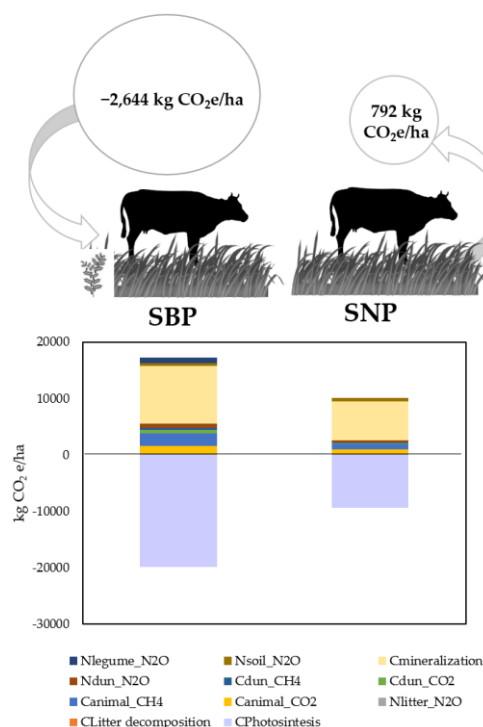 −2,644 kg CO₂e/ha
792 kg
CO₂e/ha
SBP SNP
20000
10000
0
-10000
-20000
-30000
kg CO₂ e/ha
Nlegume_N2O Nsoil_N2O Cmineralization
Ndun_N2O Cdun_CH4 Cdun_CO2
Canimal_CH4 Canimal_CO2 Nlitter_N2O
CLitter decomposition CPhotosintesis